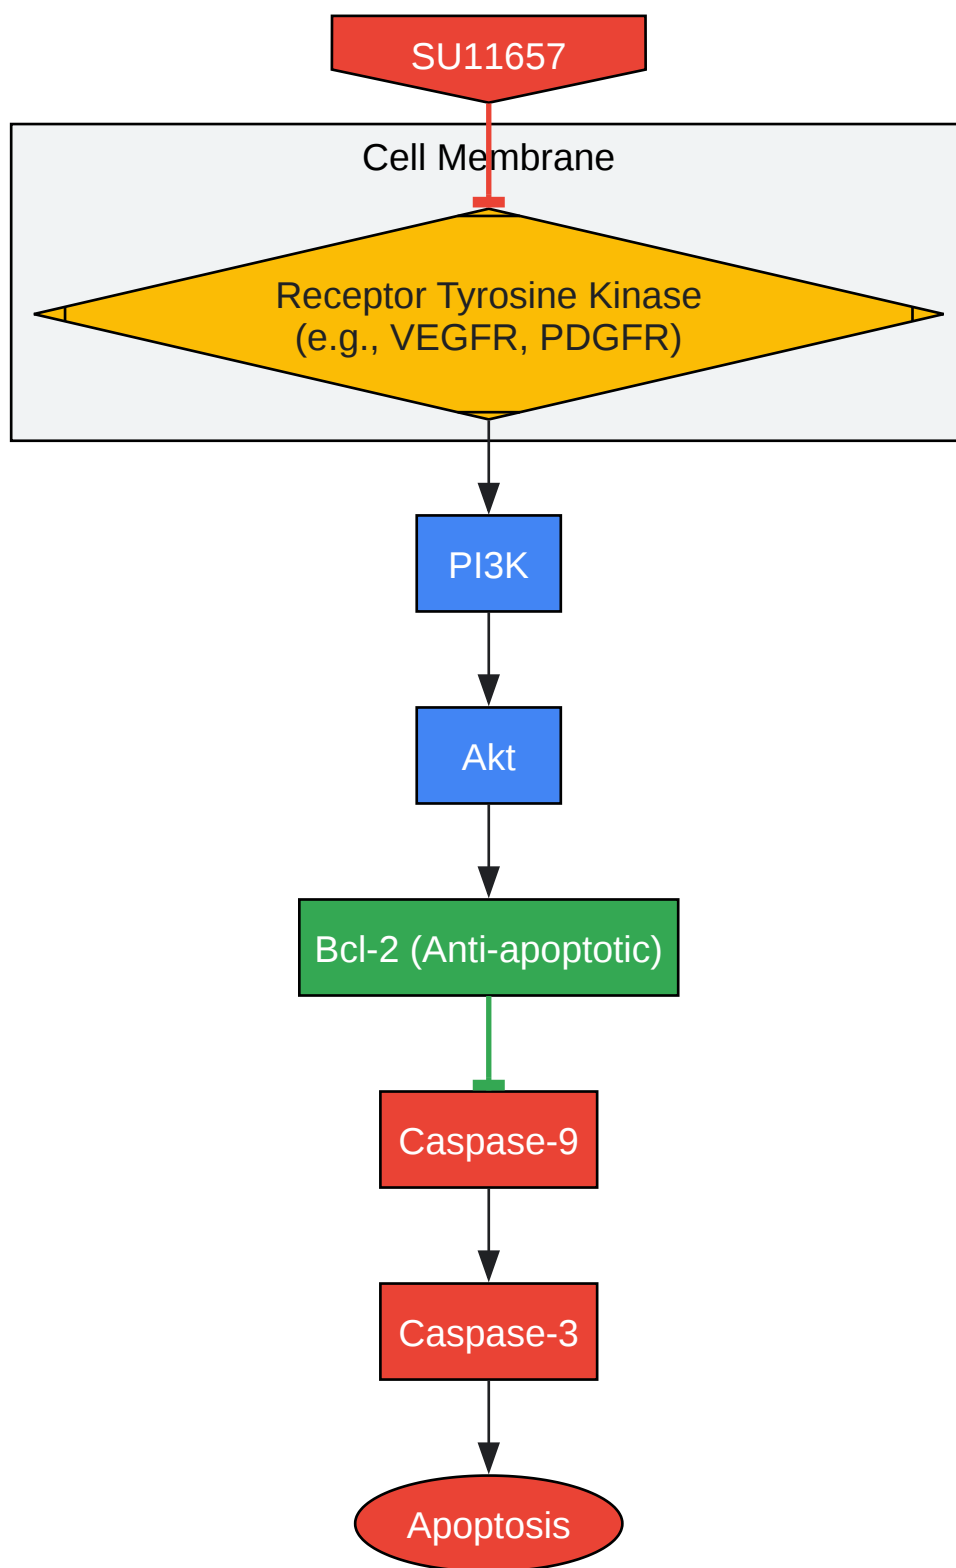 SU11657
Cell Membrane
Receptor Tyrosine Kinase
(e.g., VEGFR, PDGFR)
PI3K
Akt
Bcl-2 (Anti-apoptotic)
Caspase-9
Caspase-3
Apoptosis